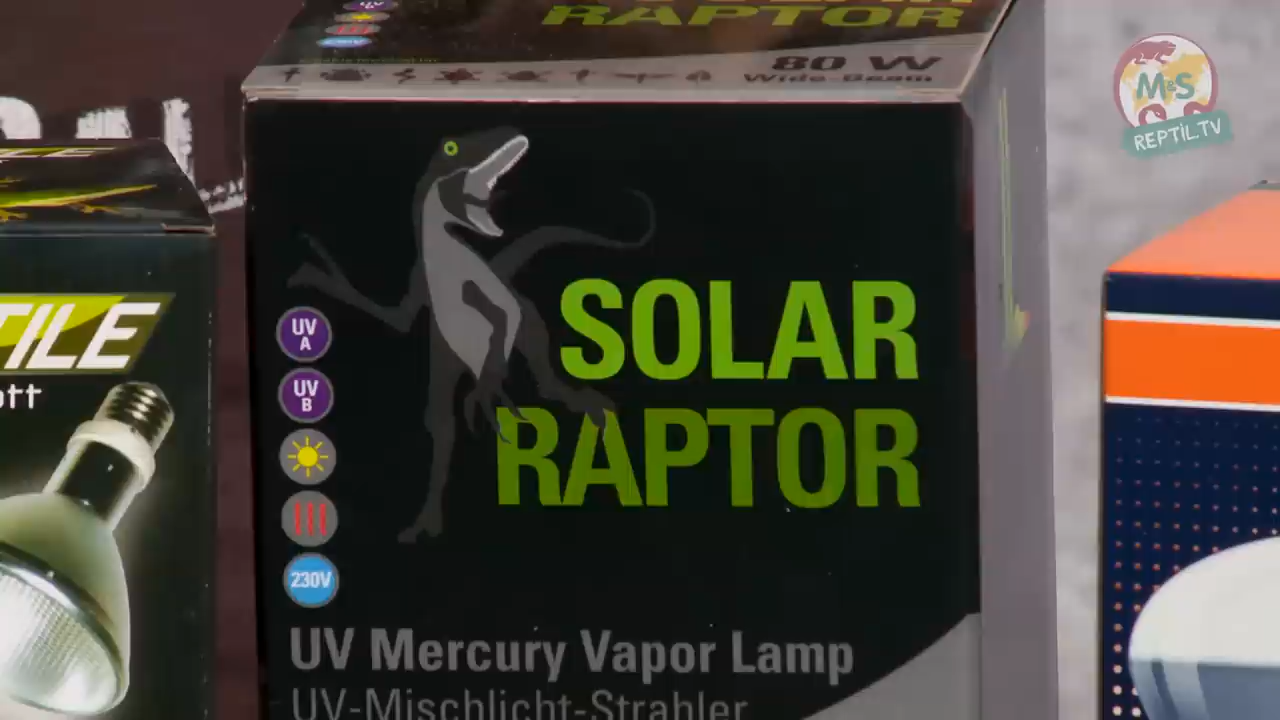 RAPTOR
80 W
Wide-Beam
M&S
REPTIL.TV
TILE
ott
UV
A
UV
B
230V
SOLAR
RAPTOR
UV Mercury Vapor Lamp
UV-Mischlicht-Strahler